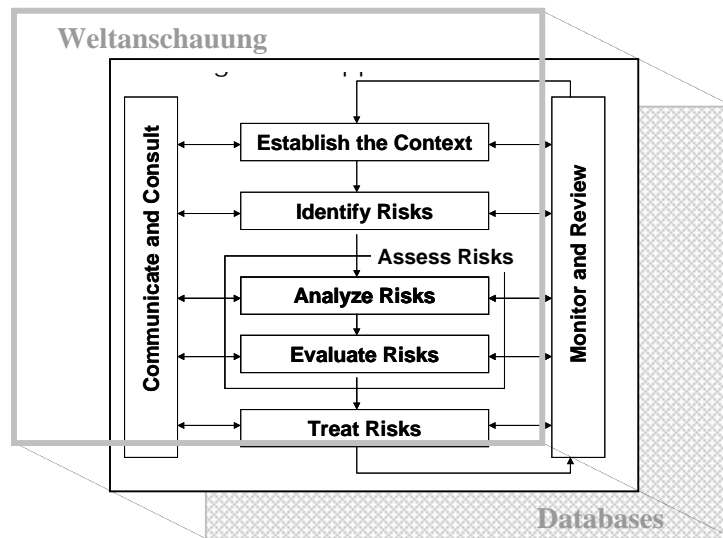 Weltanschauung
Communicate and Consult
Establish the Context
Identify Risks
Assess Risks
Analyze Risks
Evaluate Risks
Treat Risks
Monitor and Review
Databases